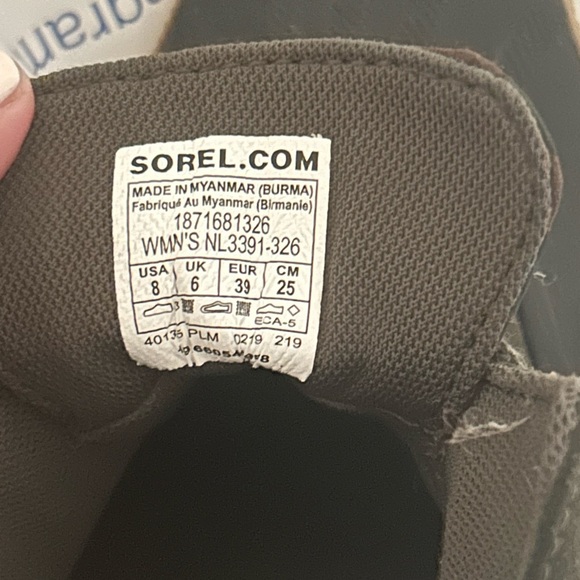 SOREL.COM
MADE IN MYANMAR (BURMA)
Fabriqué Au Myanmar (Birmanie)
1871681326
WMN'S NL3391-326
USA UK EUR CM
8 6 39 25
ECA-5
PLM 0219 219